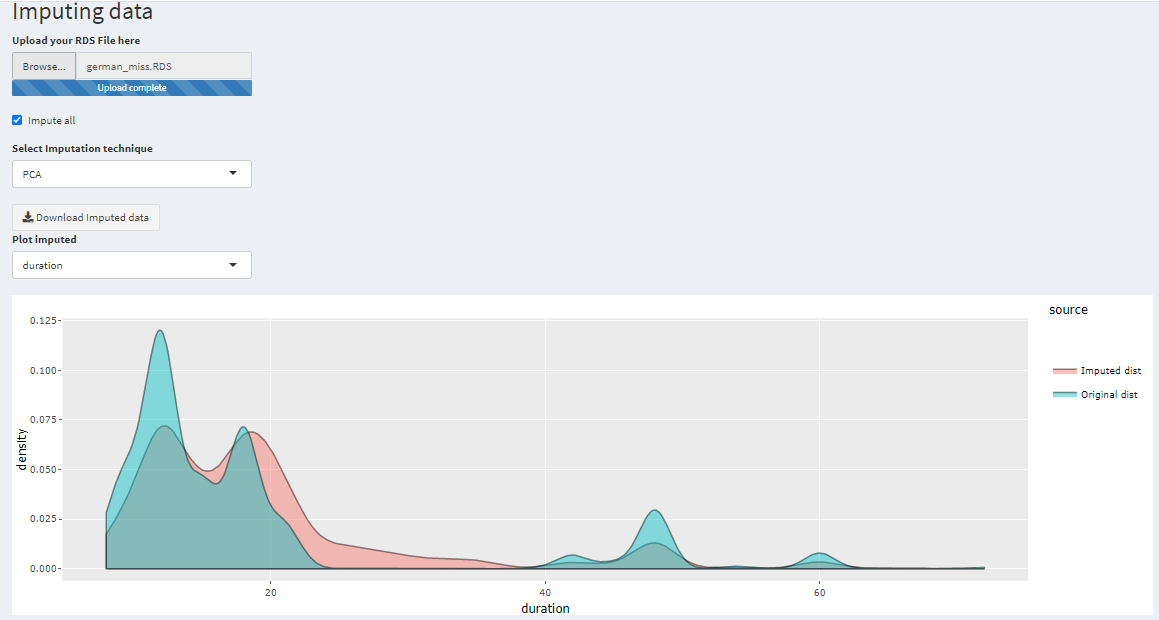 Imputing data
Upload your RDS File here
Browse... german_miss.RDS
Upload complete
Impute all
Select Imputation technique
PCA
Download Imputed data
Plot imputed
duration
source
Imputed dist
Original dist
density
0.125
0.100
0.075
0.050
0.025
0.000
20 40 60
duration